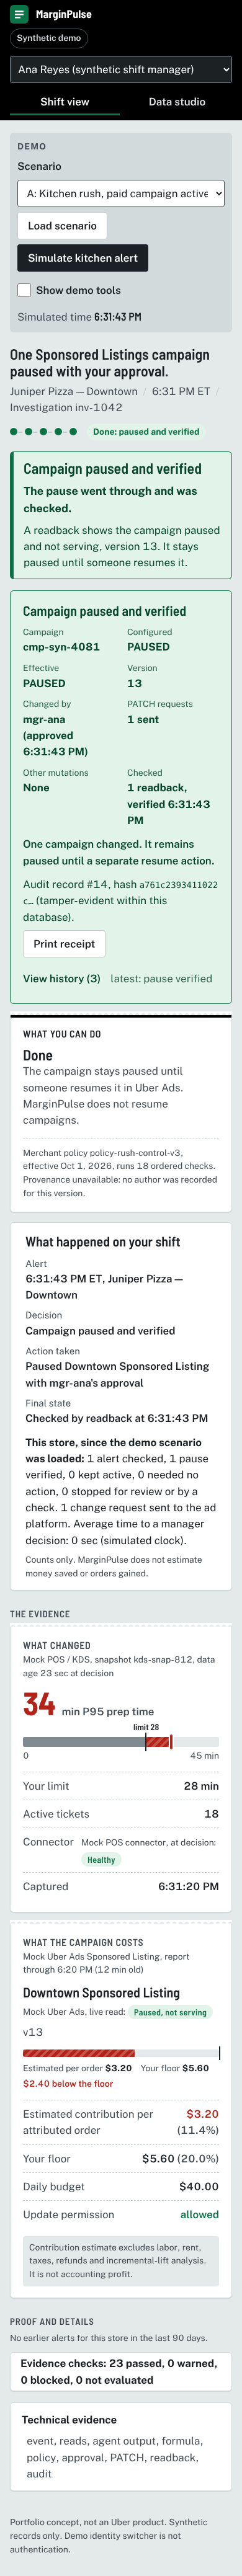 MarginPulse
Synthetic demo
Ana Reyes (synthetic shift manager)
Shift view
Data studio
DEMO
Scenario
A: Kitchen rush, paid campaign active
Load scenario
Simulate kitchen alert
Show demo tools
Simulated time 6:31:43 PM
One Sponsored Listings campaign
paused with your approval.
Juniper Pizza — Downtown / 6:31 PM ET /
Investigation inv-1042
Done: paused and verified
Campaign paused and verified
The pause went through and was
checked.
A readback shows the campaign paused
and not serving, version 13. It stays
paused until someone resumes it.
Campaign paused and verified
Campaign
cmp-syn-4081
Configured
PAUSED
Effective
PAUSED
Version
13
Changed by
mgr-ana
(approved
6:31:43 PM)
PATCH requests
1 sent
Other mutations
None
Checked
1 readback,
verified 6:31:43
PM
One campaign changed. It remains
paused until a separate resume action.
Audit record #14, hash a761c2393411022
c… (tamper-evident within this
database).
Print receipt
View history (3) latest: pause verified
WHAT YOU CAN DO
Done
The campaign stays paused until
someone resumes it in Uber Ads.
MarginPulse does not resume
campaigns.
Merchant policy policy-rush-control-v3,
effective Oct 1, 2026, runs 18 ordered checks.
Provenance unavailable: no author was recorded
for this version.
What happened on your shift
Alert
6:31:43 PM ET, Juniper Pizza —
Downtown
Decision
Campaign paused and verified
Action taken
Paused Downtown Sponsored Listing
with mgr-ana's approval
Final state
Checked by readback at 6:31:43 PM
This store, since the demo scenario
was loaded: 1 alert checked, 1 pause
verified, 0 kept active, 0 needed no
action, 0 stopped for review or by a
check. 1 change request sent to the ad
platform. Average time to a manager
decision: 0 sec (simulated clock).
Counts only. MarginPulse does not estimate
money saved or orders gained.
THE EVIDENCE
WHAT CHANGED
Mock POS / KDS, snapshot kds-snap-812, data
age 23 sec at decision
34 min P95 prep time
limit 28
0
45 min
Your limit
28 min
Active tickets
18
Connector
Mock POS connector, at decision:
Healthy
Captured
6:31:20 PM
WHAT THE CAMPAIGN COSTS
Mock Uber Ads Sponsored Listing, report
through 6:20 PM (12 min old)
Downtown Sponsored Listing
Mock Uber Ads, live read: Paused, not serving
v13
Estimated per order $3.20 Your floor $5.60
$2.40 below the floor
Estimated contribution per
attributed order
$3.20
(11.4%)
Your floor
$5.60 (20.0%)
Daily budget
$40.00
Update permission
allowed
Contribution estimate excludes labor, rent,
taxes, refunds and incremental-lift analysis.
It is not accounting profit.
PROOF AND DETAILS
No earlier alerts for this store in the last 90 days.
Evidence checks: 23 passed, 0 warned,
0 blocked, 0 not evaluated
Technical evidence
event, reads, agent output, formula,
policy, approval, PATCH, readback,
audit
Portfolio concept, not an Uber product. Synthetic
records only. Demo identity switcher is not
authentication.